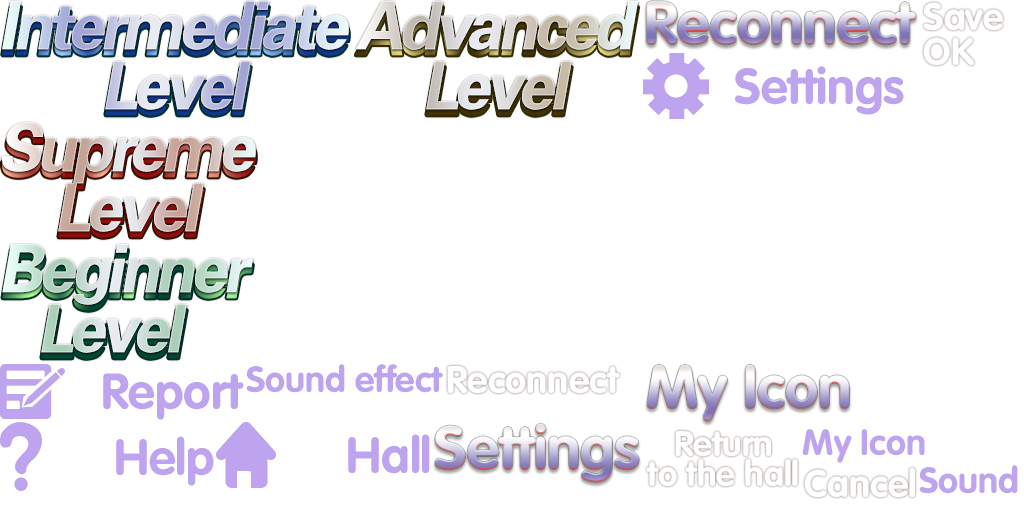 Intermediate
Level
Advanced
Level
Reconnect
Save
OK
Settings
Supreme
Level
Beginner
Level
Report
Sound effect
Reconnect
My Icon
Help
Hall
Settings
Return
to the hall
My Icon
Cancel
Sound